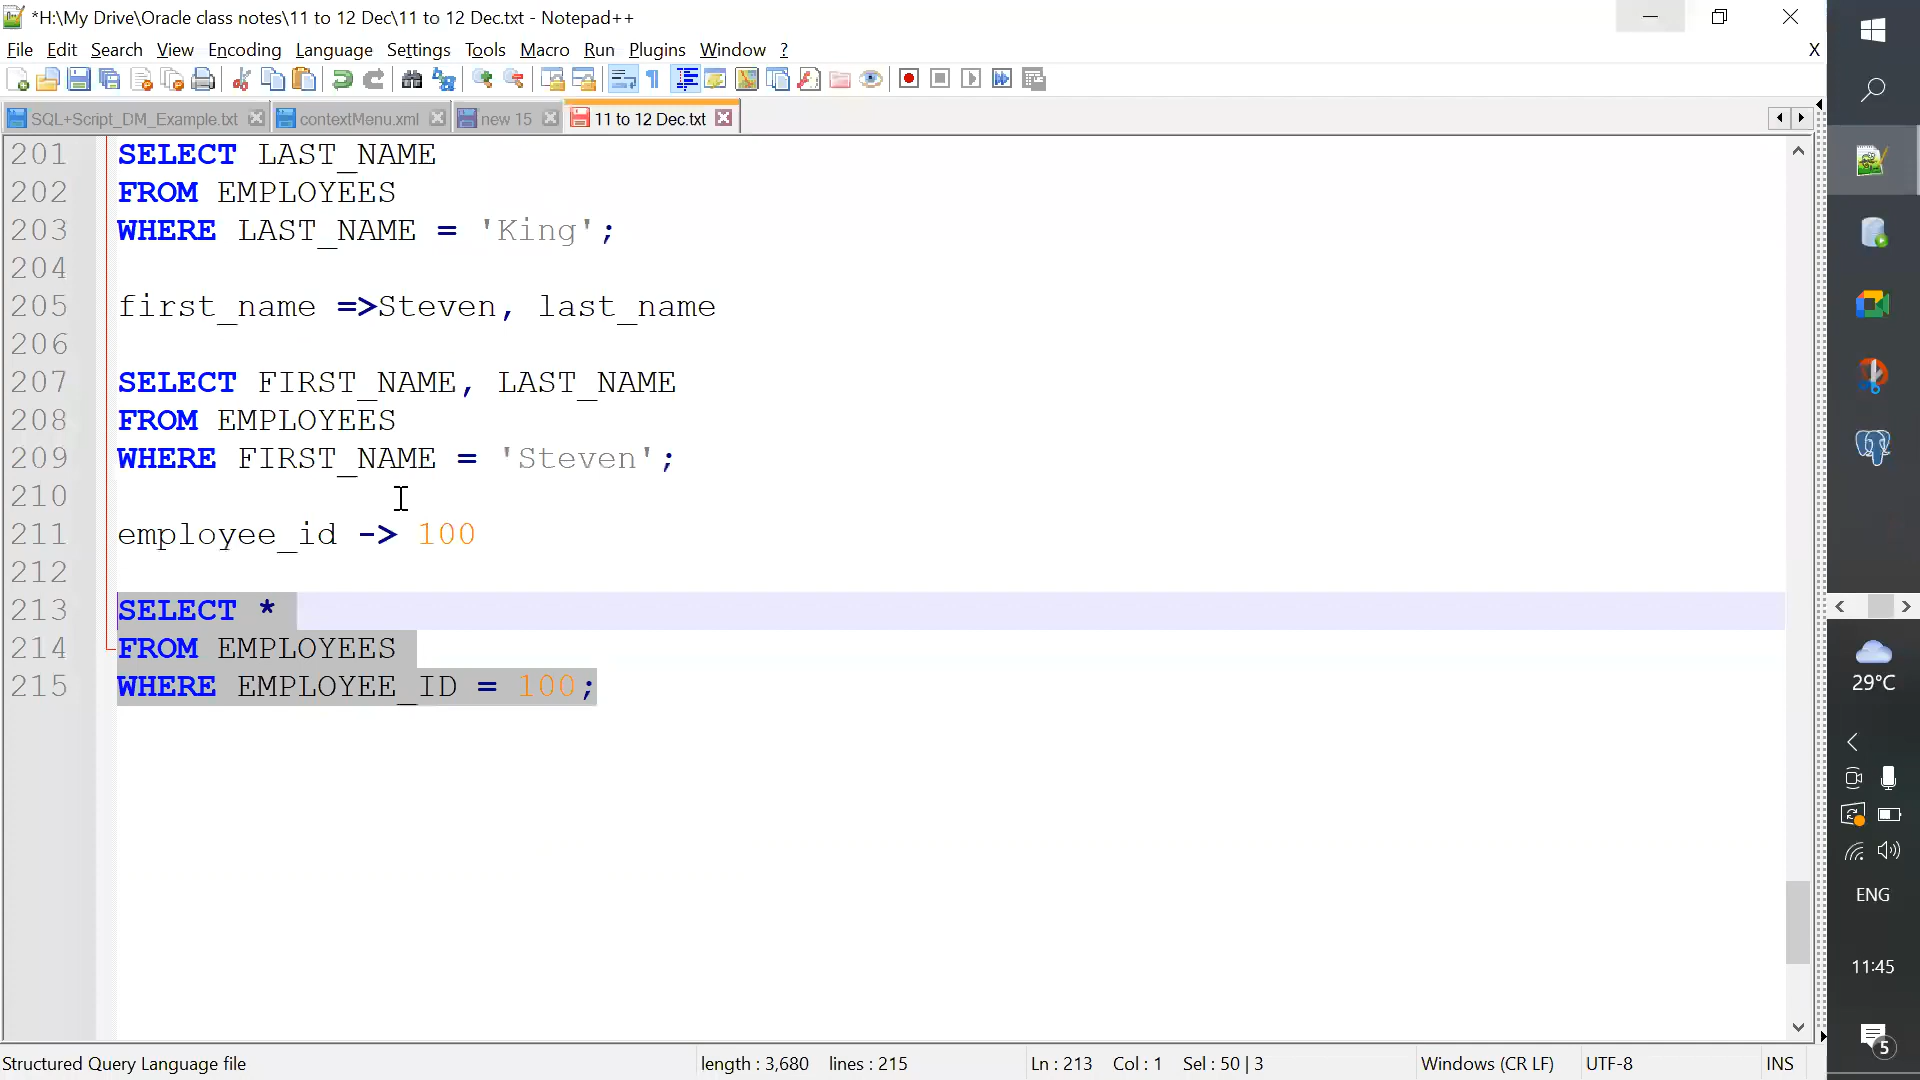 *H:\My Drive\Oracle class notes\11 to 12 Dec\11 to 12 Dec.txt - Notepad++
File Edit Search View Encoding Language Settings Tools Macro Run Plugins Window ? X
SQL+Script_DM_Example.txt contextMenu.xml new 15 11 to 12 Dec.txt
201 SELECT LAST_NAME
202 FROM EMPLOYEES
203 WHERE LAST_NAME = 'King';
204
205 first_name =>Steven, last_name
206
207 SELECT FIRST_NAME, LAST_NAME
208 FROM EMPLOYEES
209 WHERE FIRST_NAME = 'Steven';
210
211 employee_id -> 100
212
213 SELECT *
214 FROM EMPLOYEES
215 WHERE EMPLOYEE_ID = 100;
Structured Query Language file length : 3,680 lines : 215 Ln : 213 Col : 1 Sel : 50 | 3 Windows (CR LF) UTF-8 INS
29°C
ENG
11:45
5